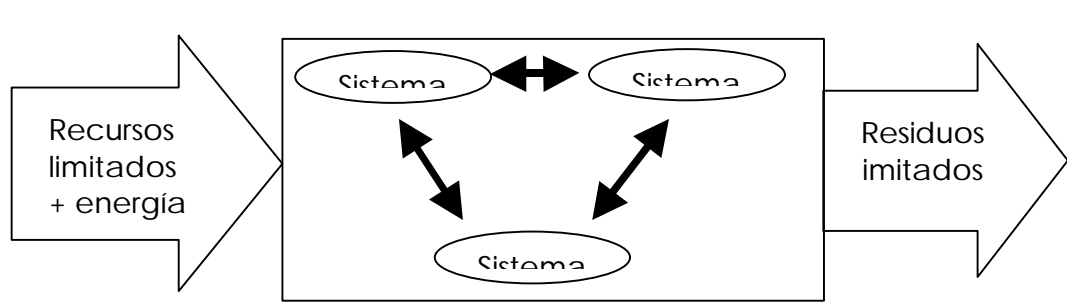 Sistema
Sistema
Recursos
limitados
+ energía
Residuos
imitados
Sistema